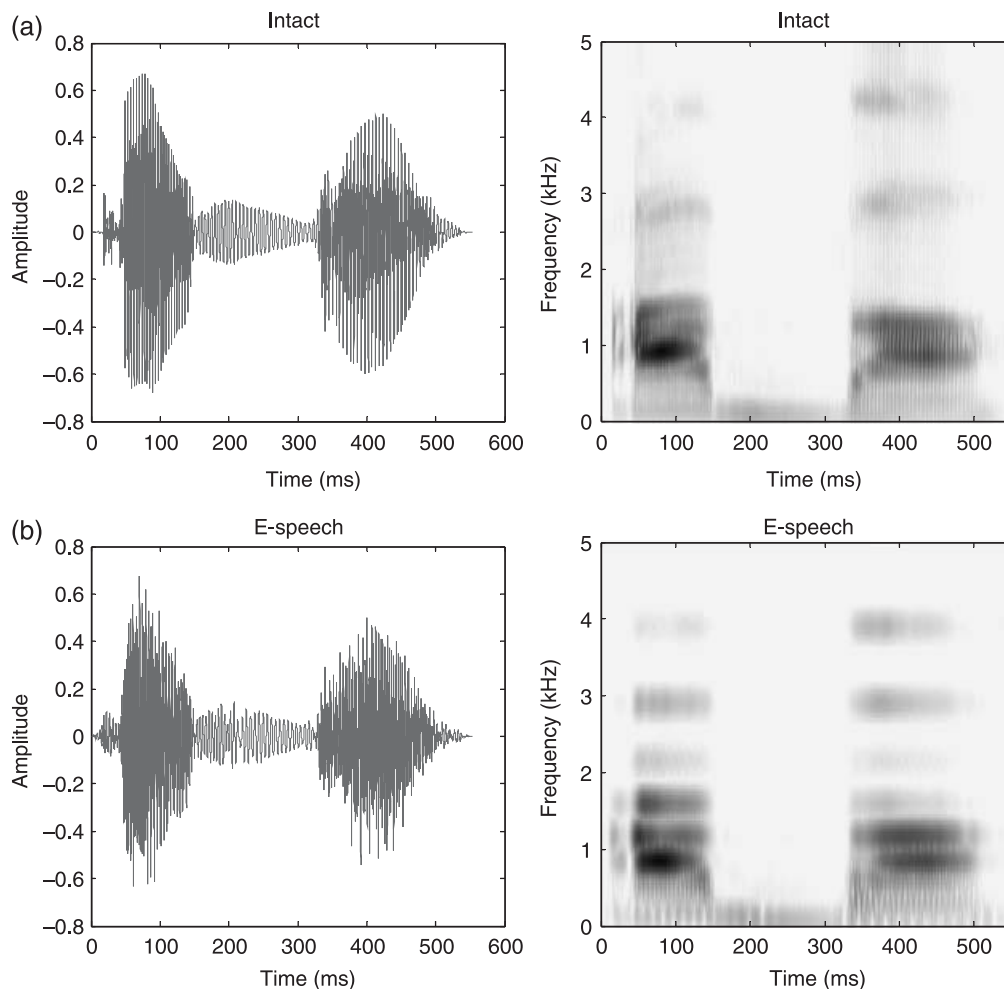 (a)
Intact
Amplitude
0.8
0.6
0.4
0.2
0
–0.2
–0.4
–0.6
–0.8
0 100 200 300 400 500 600
Time (ms)
Intact
Frequency (kHz)
5
4
3
2
1
0
0 100 200 300 400 500
Time (ms)
(b)
E-speech
Amplitude
0.8
0.6
0.4
0.2
0
–0.2
–0.4
–0.6
–0.8
0 100 200 300 400 500 600
Time (ms)
E-speech
Frequency (kHz)
5
4
3
2
1
0
0 100 200 300 400 500
Time (ms)